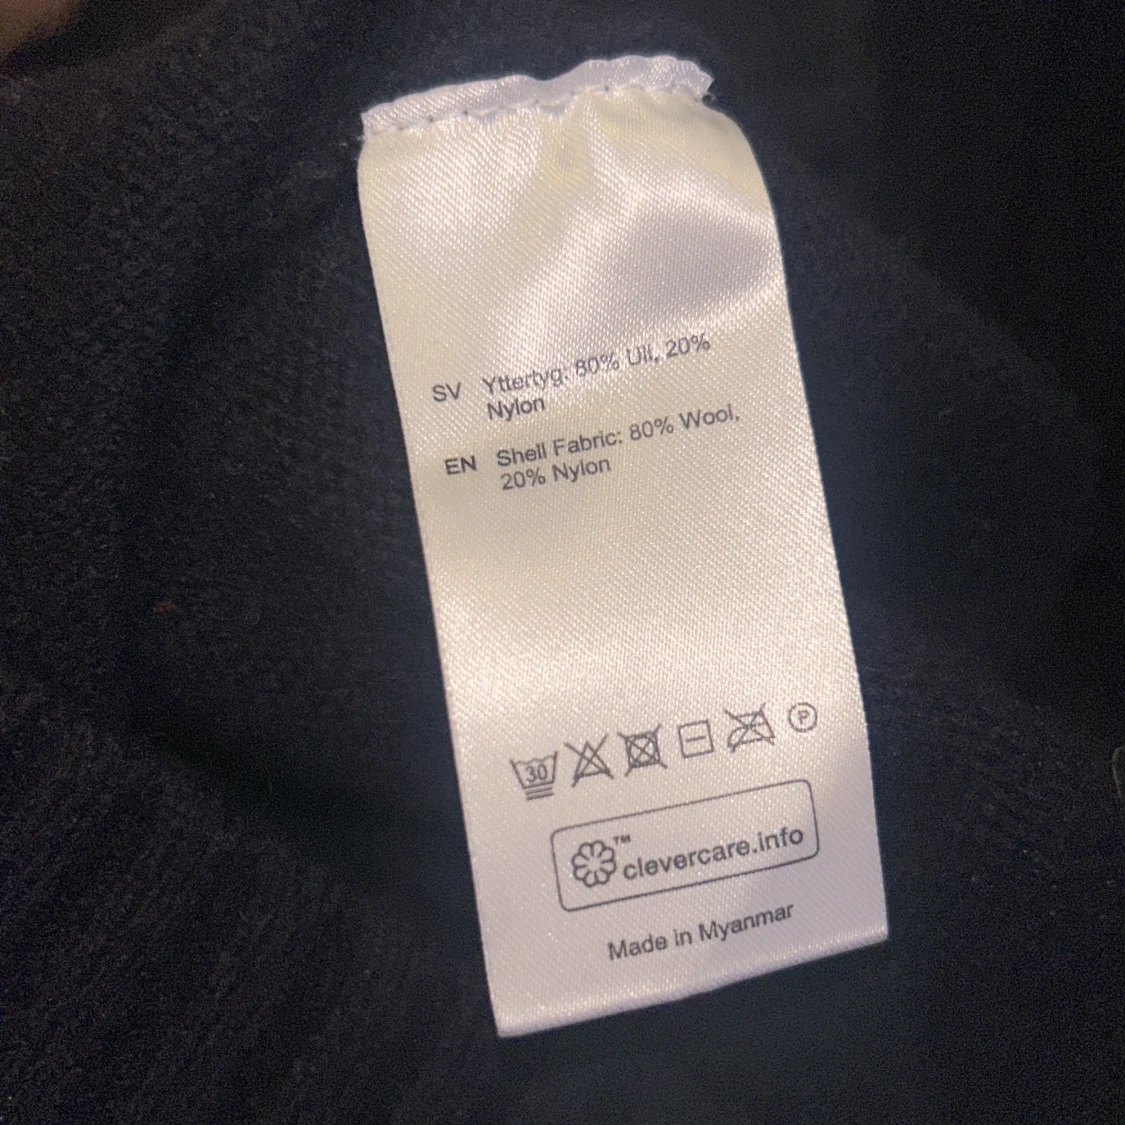 SV Yttertyg: 80% Ull, 20%
Nylon
EN Shell Fabric: 80% Wool,
20% Nylon
30
P
TM
clevercare.info
Made in Myanmar